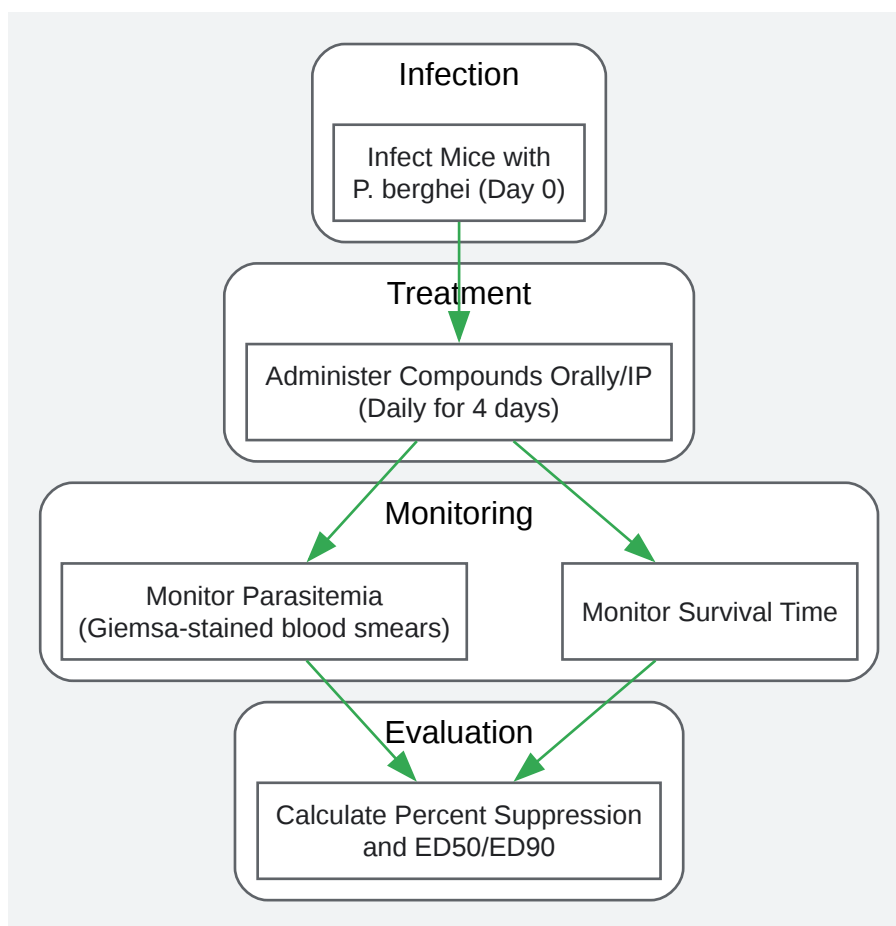 Infection
Infect Mice with
P. berghei (Day 0)
Treatment
Administer Compounds Orally/IP
(Daily for 4 days)
Monitoring
Monitor Parasitemia
(Giemsa-stained blood smears)
Monitor Survival Time
Evaluation
Calculate Percent Suppression
and ED50/ED90